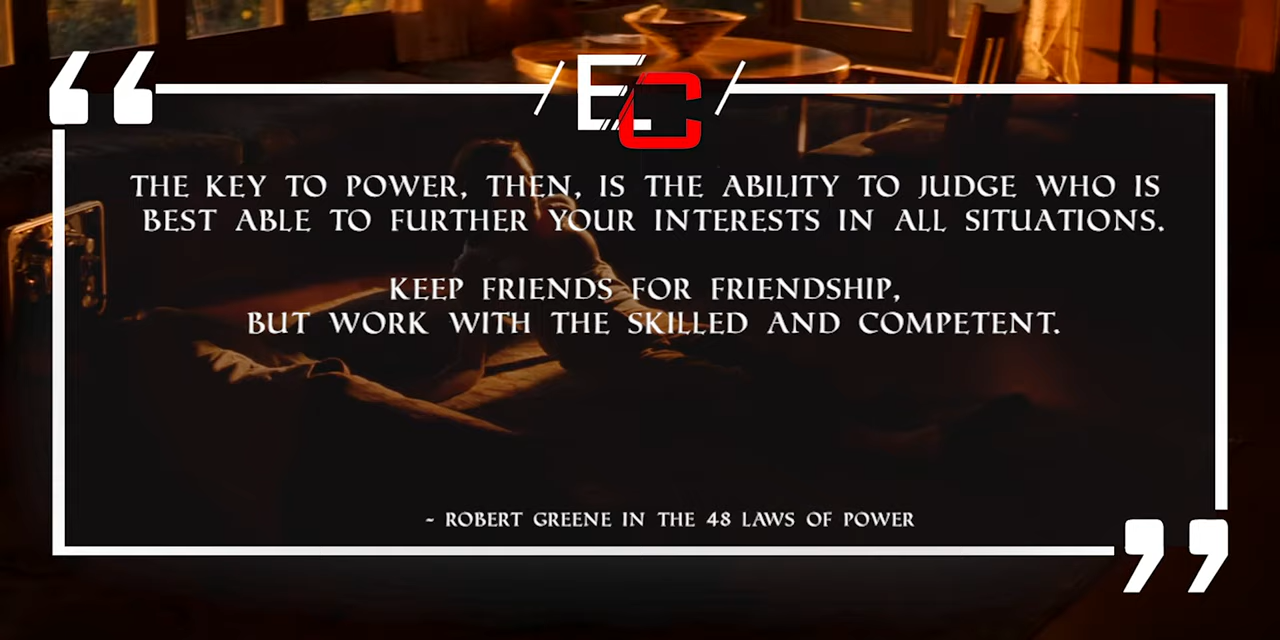 EC
THE KEY TO POWER, THEN, IS THE ABILITY TO JUDGE WHO IS
BEST ABLE TO FURTHER YOUR INTERESTS IN ALL SITUATIONS.
KEEP FRIENDS FOR FRIENDSHIP,
BUT WORK WITH THE SKILLED AND COMPETENT.
- ROBERT GREENE IN THE 48 LAWS OF POWER